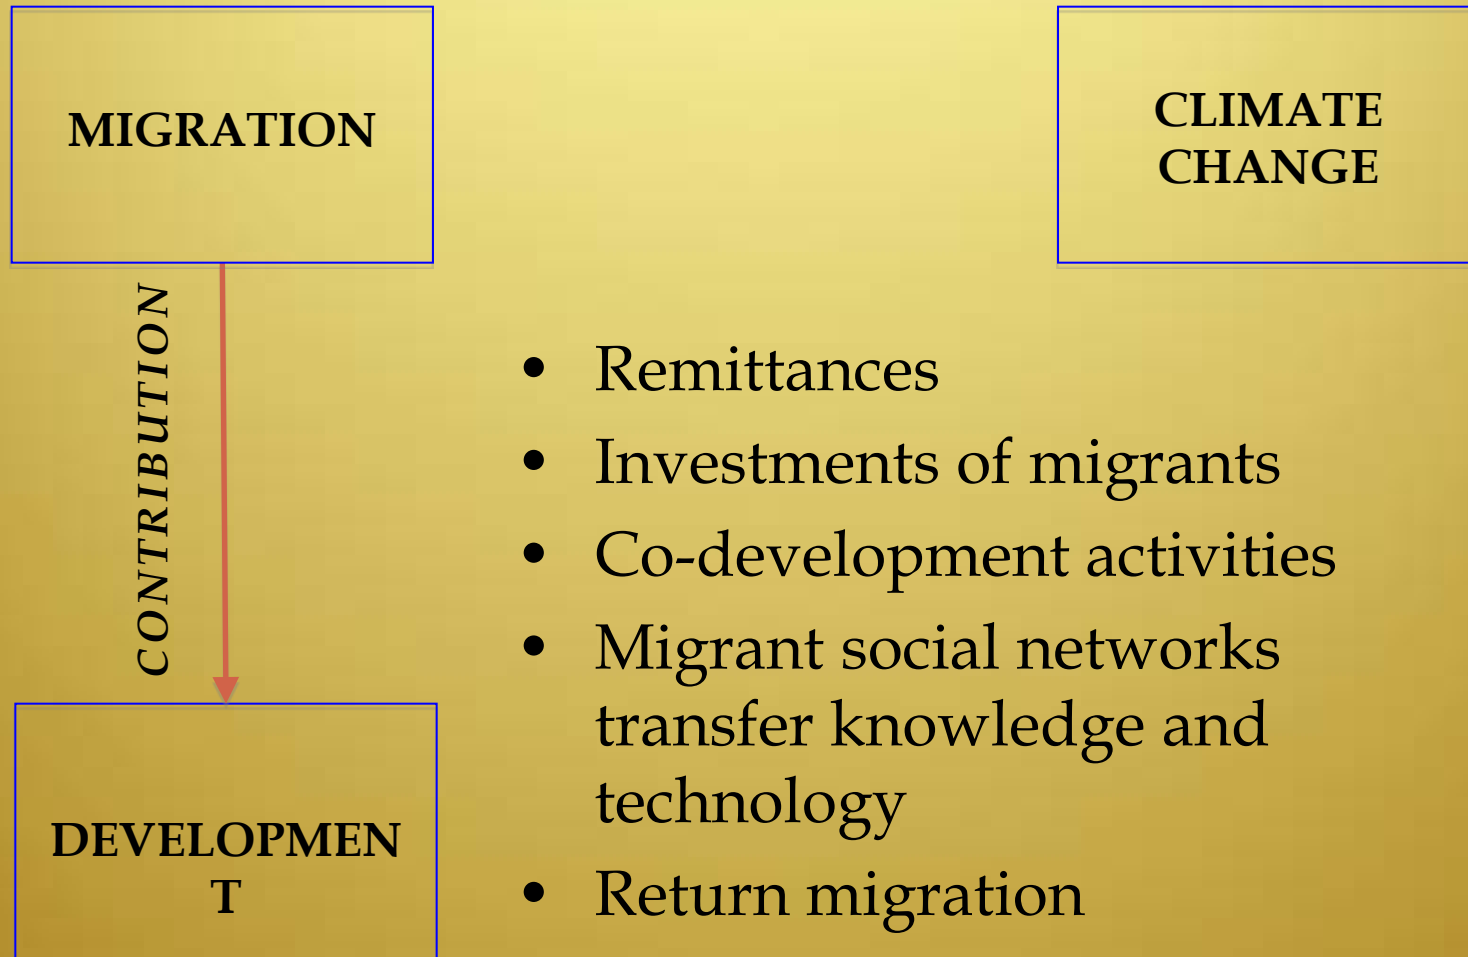 MIGRATION
CLIMATE
CHANGE
CONTRIBUTION
• Remittances
• Investments of migrants
• Co-development activities
• Migrant social networks
transfer knowledge and
technology
• Return migration
DEVELOPMEN
T